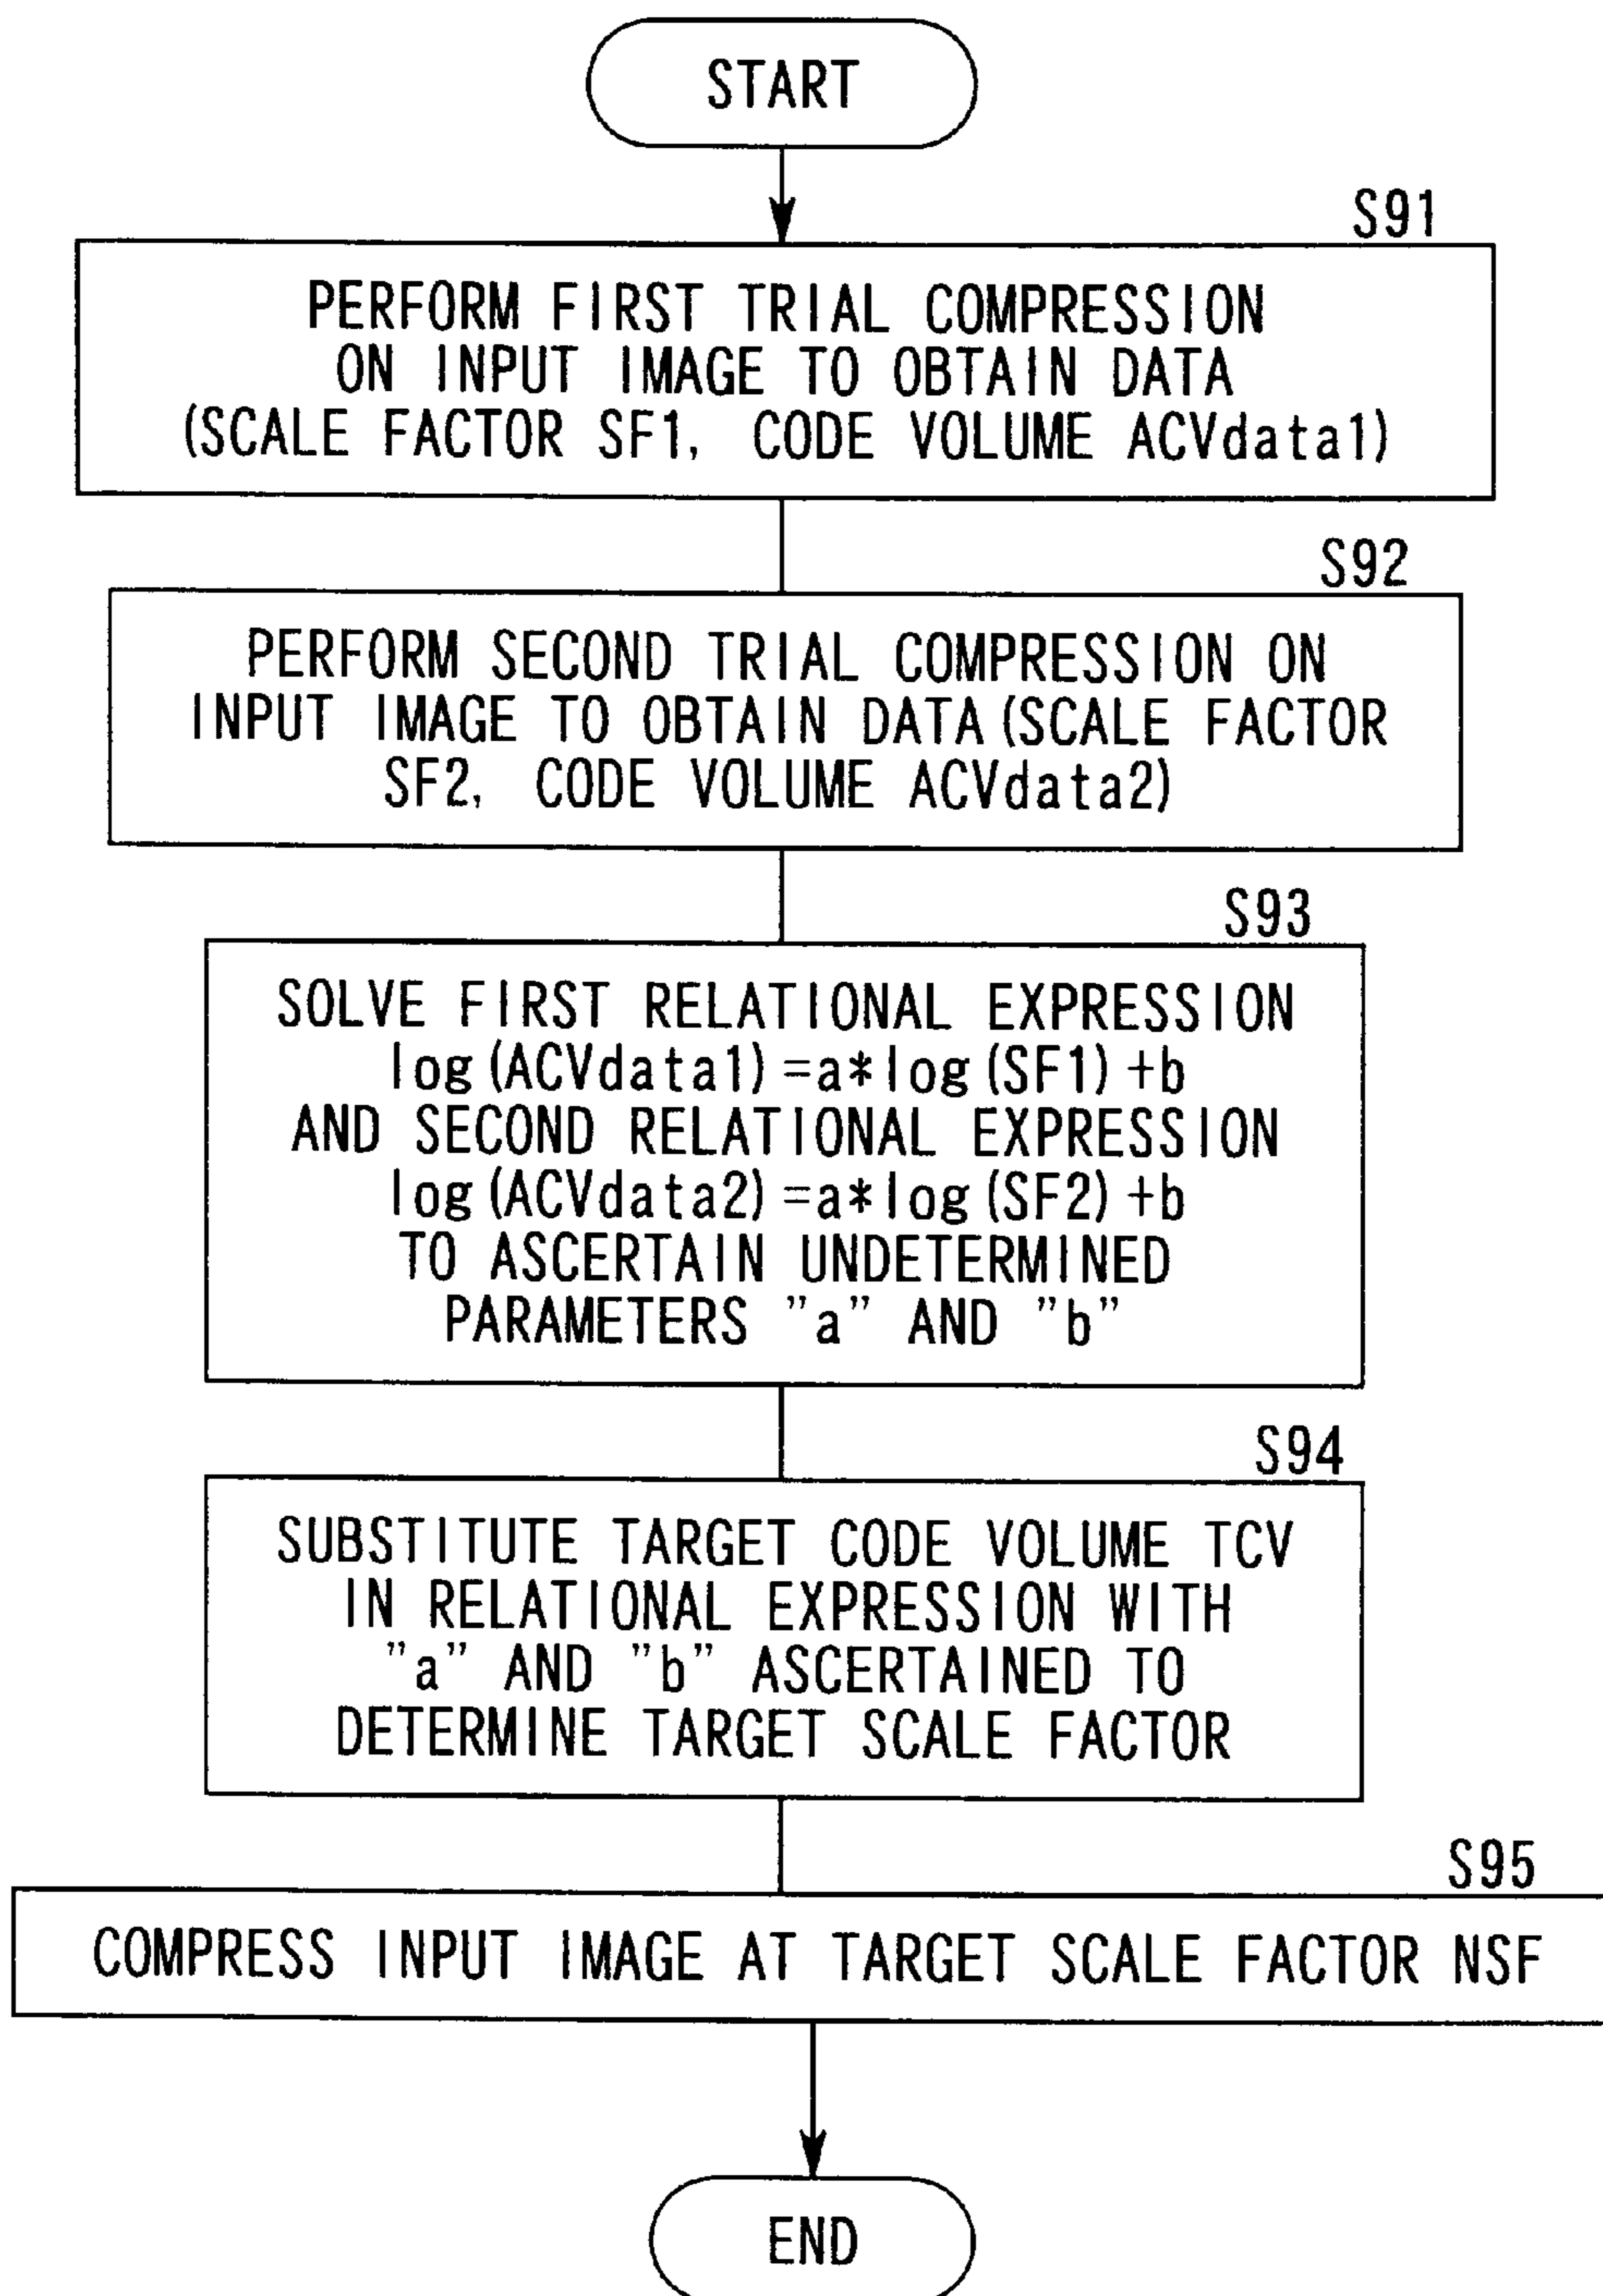 START
S91
PERFORM FIRST TRIAL COMPRESSION
ON INPUT IMAGE TO OBTAIN DATA
(SCALE FACTOR SF1, CODE VOLUME ACVdata1)
S92
PERFORM SECOND TRIAL COMPRESSION ON
INPUT IMAGE TO OBTAIN DATA(SCALE FACTOR
SF2, CODE VOLUME ACVdata2)
S93
SOLVE FIRST RELATIONAL EXPRESSION
log(ACVdata1)=a*log(SF1)+b
AND SECOND RELATIONAL EXPRESSION
log(ACVdata2)=a*log(SF2)+b
TO ASCERTAIN UNDETERMINED
PARAMETERS "a" AND "b"
S94
SUBSTITUTE TARGET CODE VOLUME TCV
IN RELATIONAL EXPRESSION WITH
"a" AND "b" ASCERTAINED TO
DETERMINE TARGET SCALE FACTOR
S95
COMPRESS INPUT IMAGE AT TARGET SCALE FACTOR NSF
END